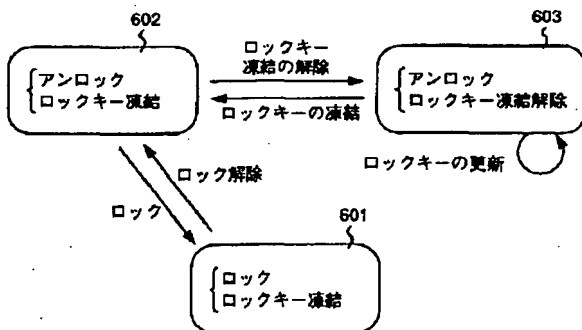 602
603
アンロック
ロックキー凍結
ロックキー
凍結の解除
ロックキーの凍結
アンロック
ロックキー凍結解除
ロックキーの更新
ロック解除
ロック
601
ロック
ロックキー凍結